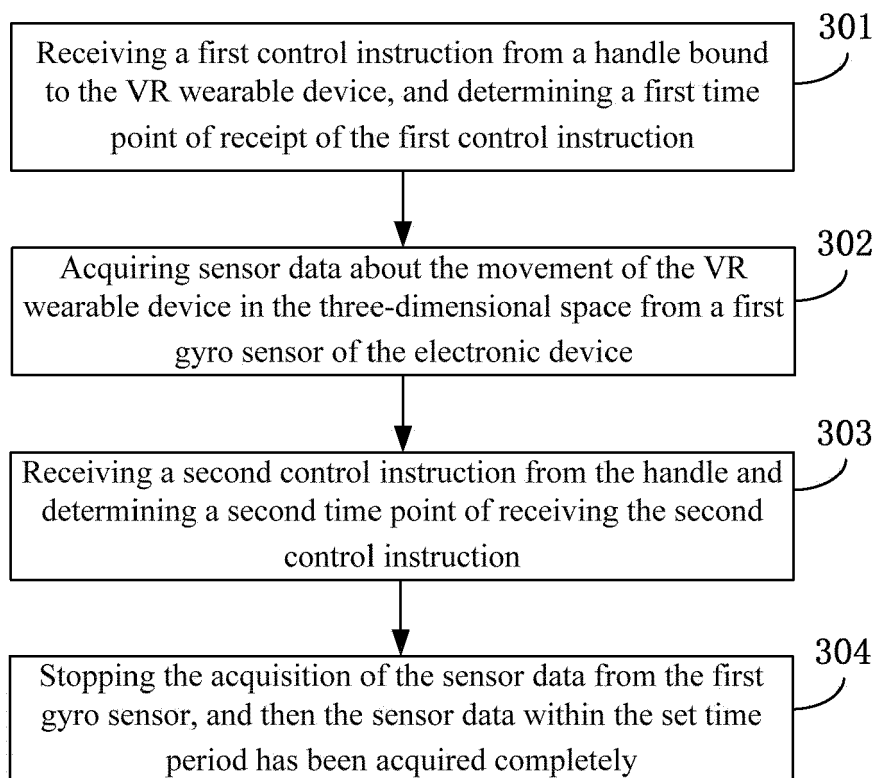 301
Receiving a first control instruction from a handle bound
to the VR wearable device, and determining a first time
point of receipt of the first control instruction
302
Acquiring sensor data about the movement of the VR
wearable device in the three-dimensional space from a first
gyro sensor of the electronic device
303
Receiving a second control instruction from the handle and
determining a second time point of receiving the second
control instruction
304
Stopping the acquisition of the sensor data from the first
gyro sensor, and then the sensor data within the set time
period has been acquired completely